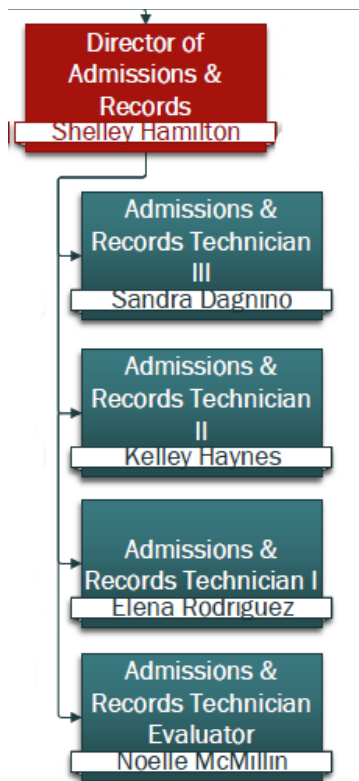 Director of
Admissions &
Records
Shelley Hamilton
Admissions &
Records Technician
III
Sandra Dagnino
Admissions &
Records Technician
II
Kelley Haynes
Admissions &
Records Technician I
Elena Rodriguez
Admissions &
Records Technician
Evaluator
Noelle McMillin